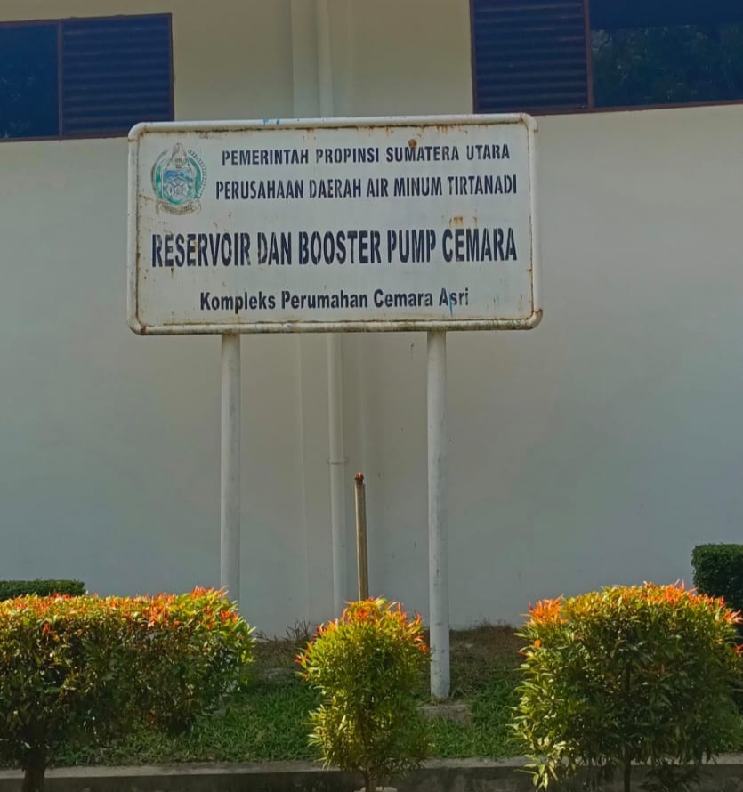 PEMERINTAH PROPINSI SUMATERA UTARA
PERUSAHAAN DAERAH AIR MINUM TIRTANADI
RESERVOIR DAN BOOSTER PUMP CEMARA
Kompleks Perumahan Cemara Asri